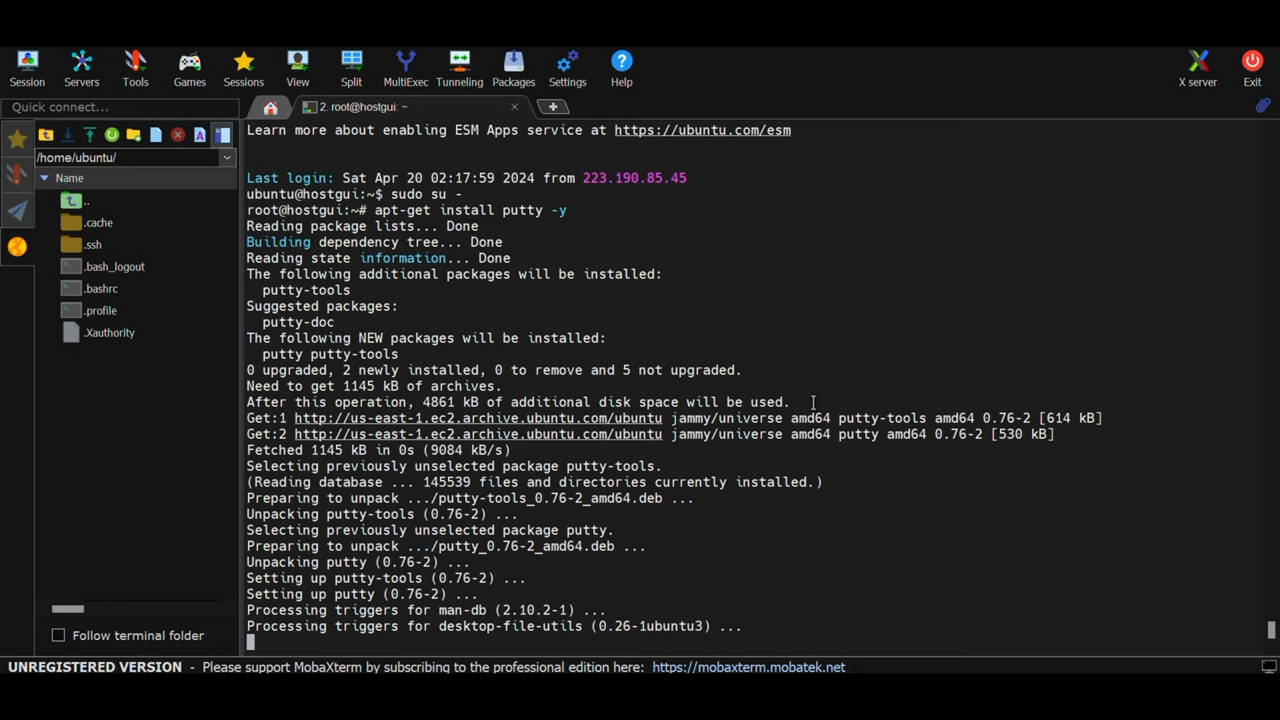 Session
Servers
Tools
Games
Sessions
View
Split
MultiExec
Tunneling
Packages
Settings
Help
X server
Exit
Quick connect...
2. root@hostgui: ~
/home/ubuntu/
Name
..
.cache
.ssh
.bash_logout
.bashrc
.profile
.Xauthority
Follow terminal folder
Learn more about enabling ESM Apps service at https://ubuntu.com/esm
Last login: Sat Apr 20 02:17:59 2024 from 223.190.85.45
ubuntu@hostgui:~$ sudo su -
root@hostgui:~# apt-get install putty -y
Reading package lists... Done
Building dependency tree... Done
Reading state information... Done
The following additional packages will be installed:
putty-tools
Suggested packages:
putty-doc
The following NEW packages will be installed:
putty putty-tools
0 upgraded, 2 newly installed, 0 to remove and 5 not upgraded.
Need to get 1145 kB of archives.
After this operation, 4861 kB of additional disk space will be used.
Get:1 http://us-east-1.ec2.archive.ubuntu.com/ubuntu jammy/universe amd64 putty-tools amd64 0.76-2 [614 kB]
Get:2 http://us-east-1.ec2.archive.ubuntu.com/ubuntu jammy/universe amd64 putty amd64 0.76-2 [530 kB]
Fetched 1145 kB in 0s (9084 kB/s)
Selecting previously unselected package putty-tools.
(Reading database ... 145539 files and directories currently installed.)
Preparing to unpack .../putty-tools_0.76-2_amd64.deb ...
Unpacking putty-tools (0.76-2) ...
Selecting previously unselected package putty.
Preparing to unpack .../putty_0.76-2_amd64.deb ...
Unpacking putty (0.76-2) ...
Setting up putty-tools (0.76-2) ...
Setting up putty (0.76-2) ...
Processing triggers for man-db (2.10.2-1) ...
Processing triggers for desktop-file-utils (0.26-1ubuntu3) ...
UNREGISTERED VERSION - Please support MobaXterm by subscribing to the professional edition here: https://mobaxterm.mobatek.net